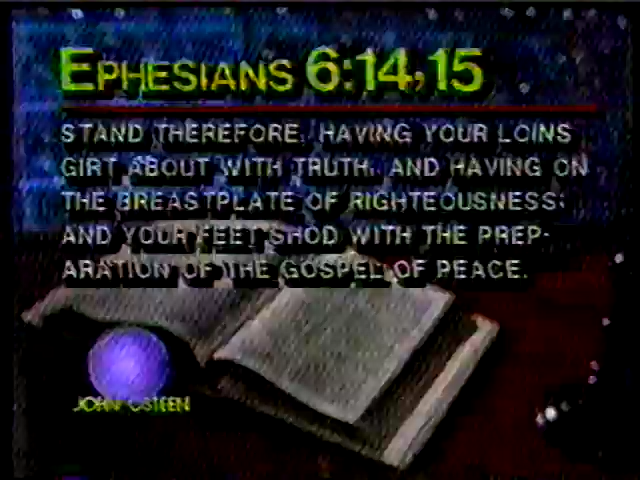 EPHESIANS 6:14,15
STAND THEREFORE, HAVING YOUR LOINS
GIRT ABOUT WITH TRUTH, AND HAVING ON
THE BREASTPLATE OF RIGHTEOUSNESS;
AND YOUR FEET SHOD WITH THE PREP-
ARATION OF THE GOSPEL OF PEACE.
JOHN OSTEEN